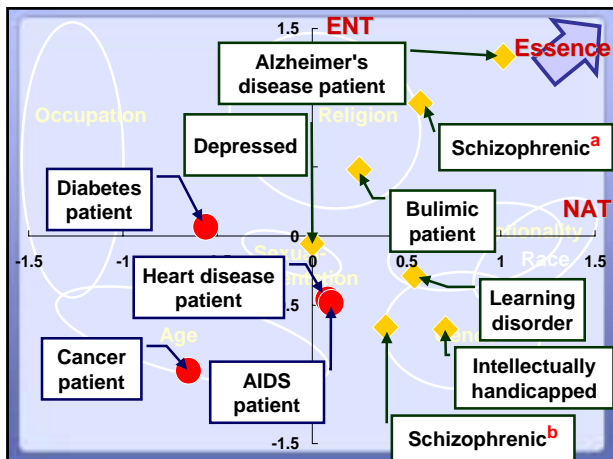 1.5
ENT
Essence
Alzheimer's
disease patient
Occupation
Religion
Schizophrenic a
Depressed
Diabetes
patient
Bulimic
patient
NAT
-1.5
-1
0
0.5
1
1.5
Race
Heart disease
patient
Learning
disorder
Age
Cancer
patient
AIDS
patient
Intellectually
handicapped
Schizophrenic b
-1.5